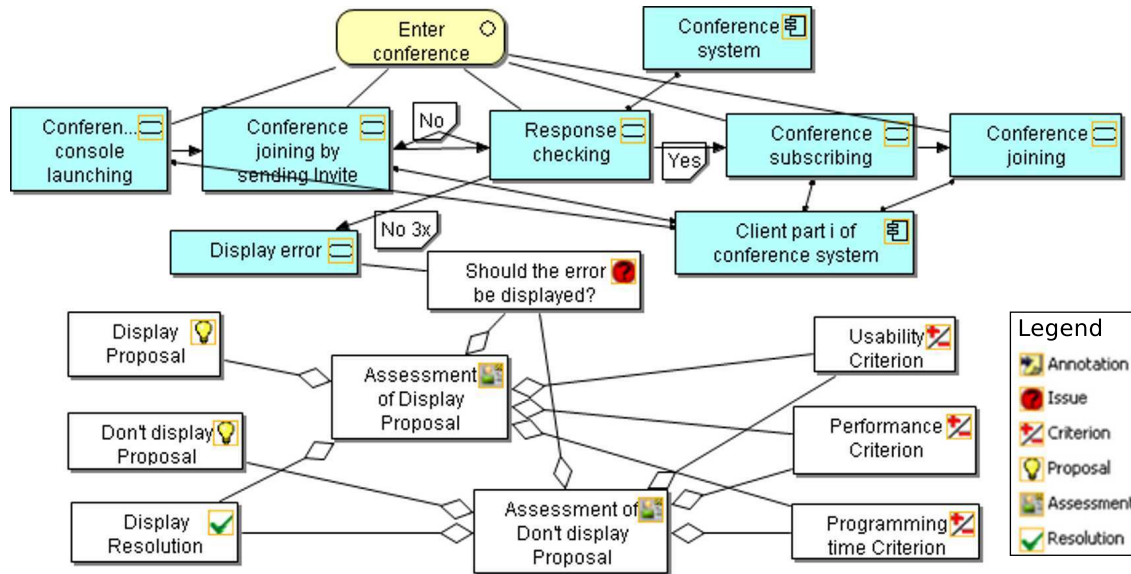 Enter
conference
Conference
system
Conferen...
console
launching
Conference
joining by
sending Invite
No
Response
checking
Yes
Conference
subscribing
Conference
joining
No 3x
Display error
Client part i of
conference system
Should the error
be displayed?
Display
Proposal
Assessment
of Display
Proposal
Usability
Criterion
Don't display
Proposal
Performance
Criterion
Display
Resolution
Assessment of
Don't display
Proposal
Programming
time Criterion
Legend
Annotation
Issue
Criterion
Proposal
Assessment
Resolution